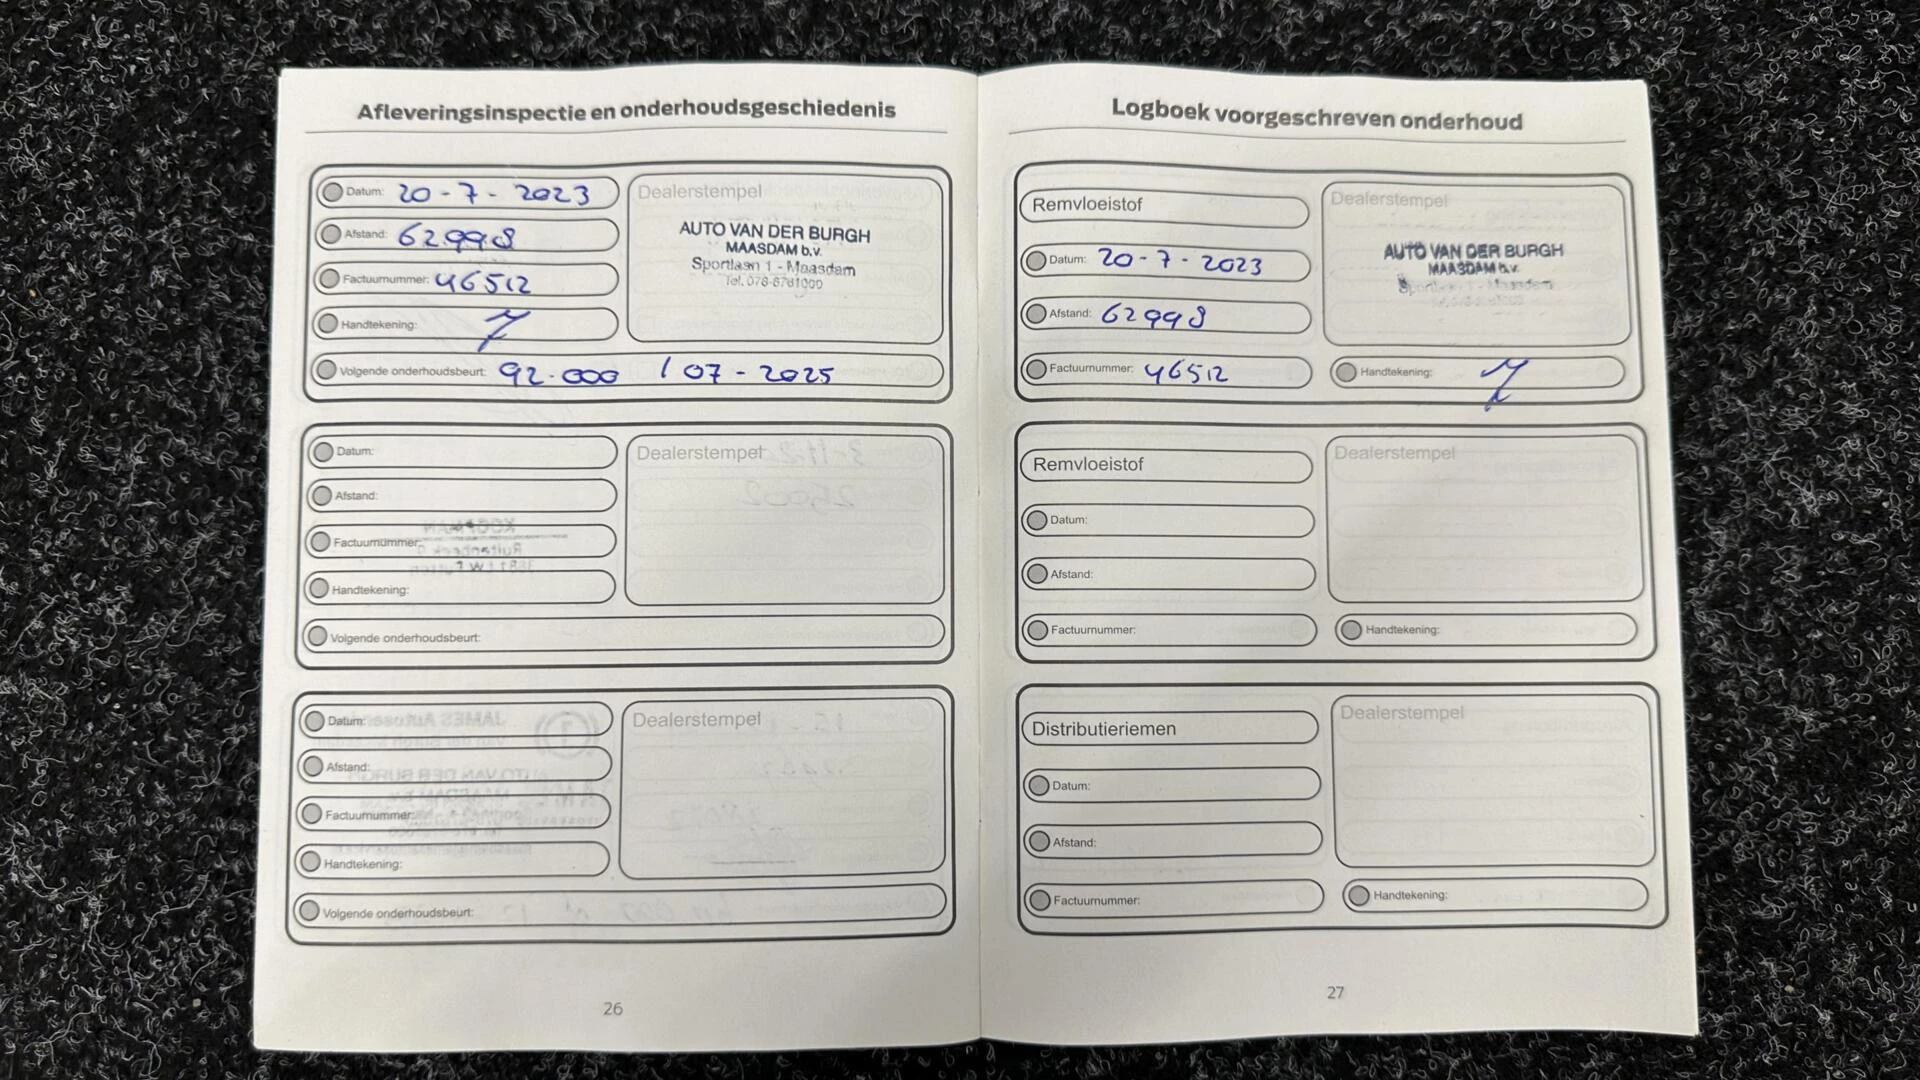 Afleveringsinspectie en onderhoudsgeschiedenis
Datum: 20-7-2023
Afstand: 62998
Factuurnummer: 46512
Handtekening:
Volgende onderhoudsbeurt: 92.000 / 07-2025
Dealerstempel
AUTO VAN DER BURGH
MAASDAM b.v.
Sportlaan 1 - Maasdam
Datum:
Afstand:
Factuurnummer:
Handtekening:
Volgende onderhoudsbeurt:
Dealerstempel
Datum:
Afstand:
Factuurnummer:
Handtekening:
Volgende onderhoudsbeurt:
Dealerstempel
26
Logboek voorgeschreven onderhoud
Remvloeistof
Datum: 20-7-2023
Afstand: 62998
Factuurnummer: 46512
Dealerstempel
AUTO VAN DER BURGH
MAASDAM b.v.
Sportlaan 1 - Maasdam
Handtekening:
Remvloeistof
Datum:
Afstand:
Factuurnummer:
Dealerstempel
Handtekening:
Distributieriemen
Datum:
Afstand:
Factuurnummer:
Dealerstempel
Handtekening:
27